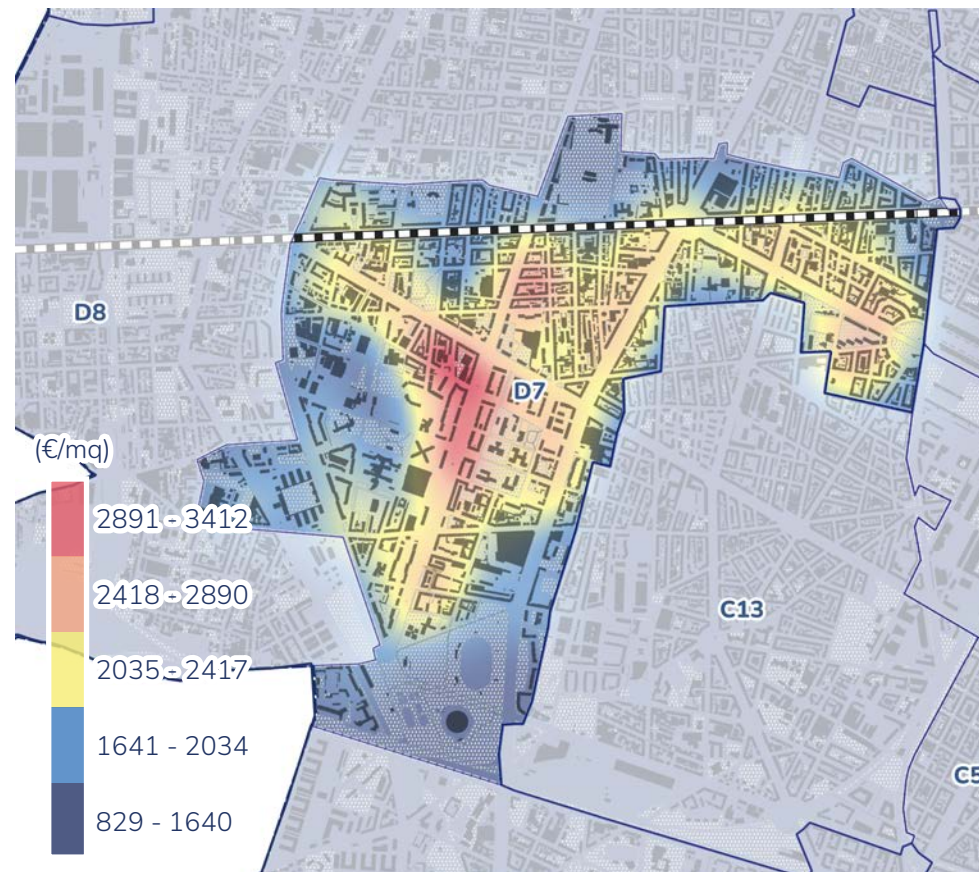 D8
D7
(€/mq)
2891 - 3412
2418 - 2890
2035 - 2417
1641 - 2034
829 - 1640
C13
C5